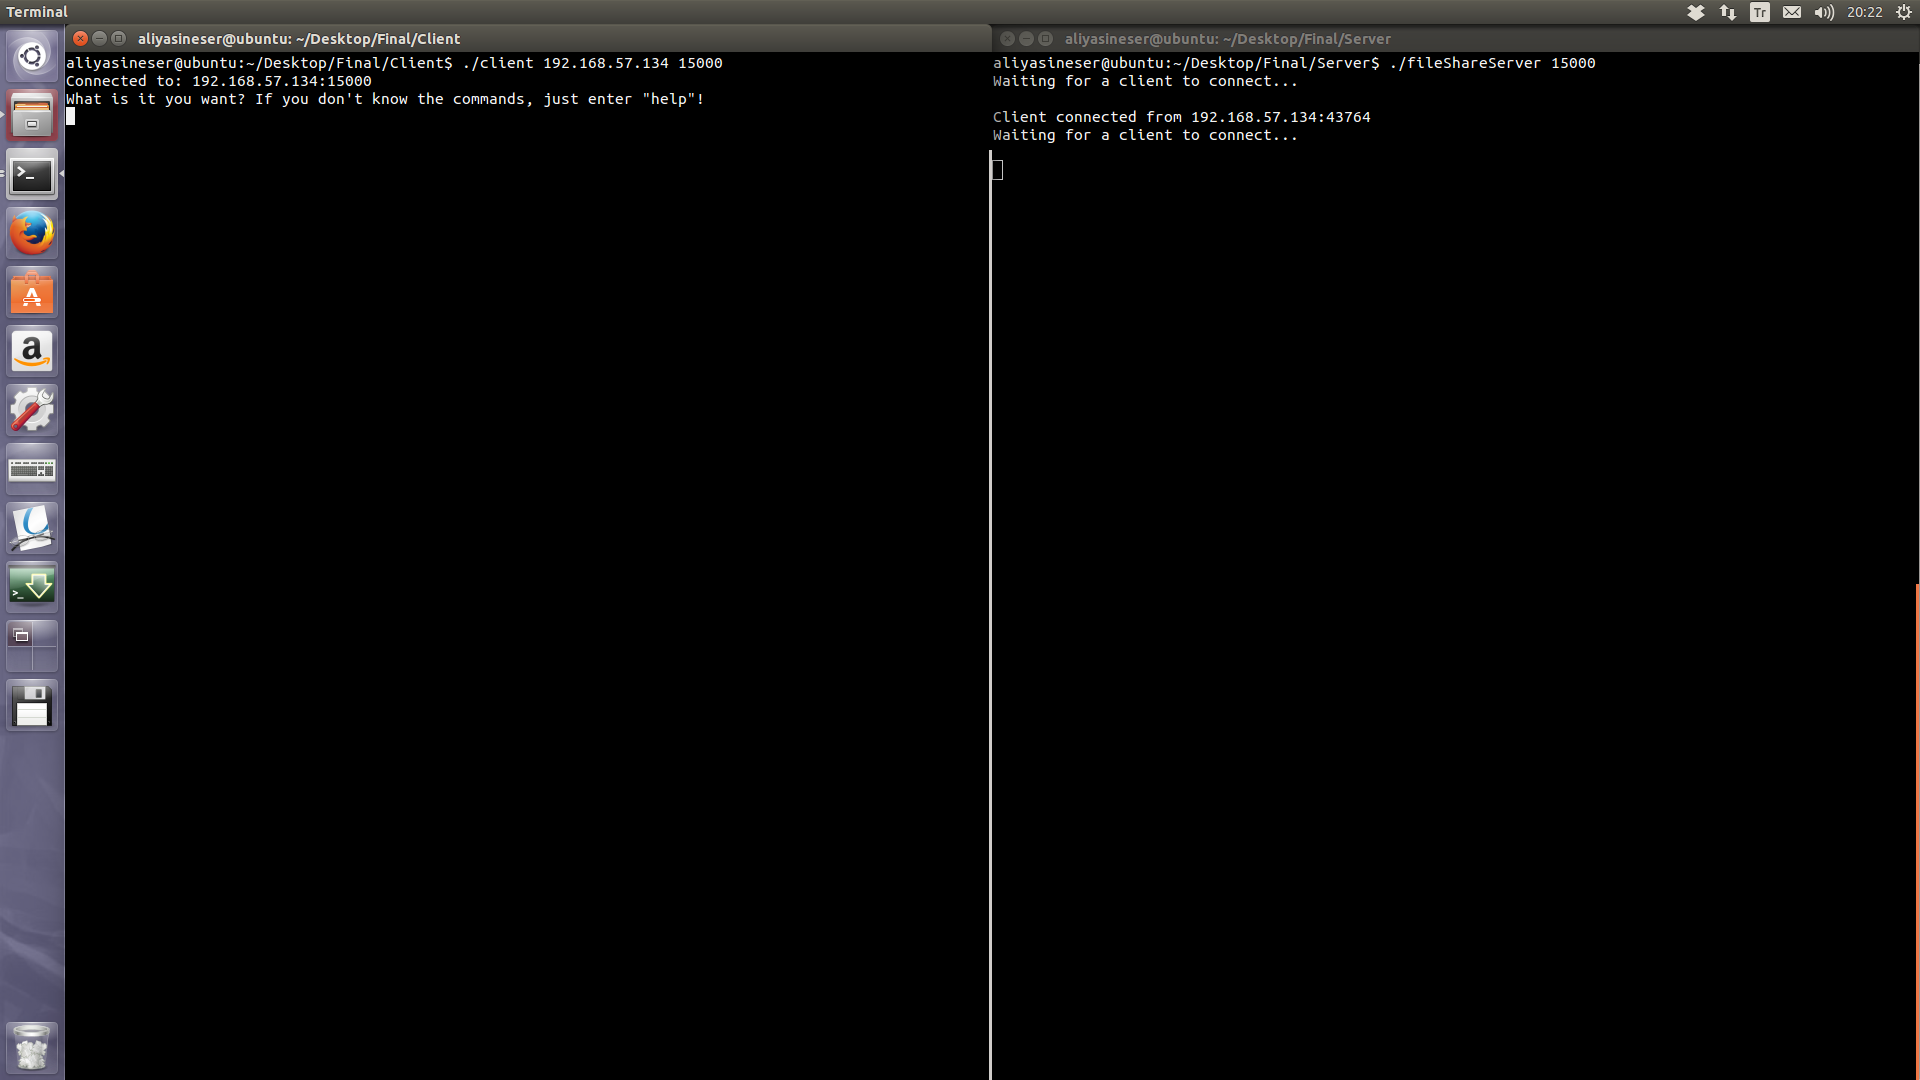 Terminal
Tr
20:22
aliyasineser@ubuntu: ~/Desktop/Final/Client
aliyasineser@ubuntu:~/Desktop/Final/Client$ ./client 192.168.57.134 15000
Connected to: 192.168.57.134:15000
What is it you want? If you don't know the commands, just enter "help"!
aliyasineser@ubuntu: ~/Desktop/Final/Server
aliyasineser@ubuntu:~/Desktop/Final/Server$ ./fileShareServer 15000
Waiting for a client to connect...
Client connected from 192.168.57.134:43764
Waiting for a client to connect...